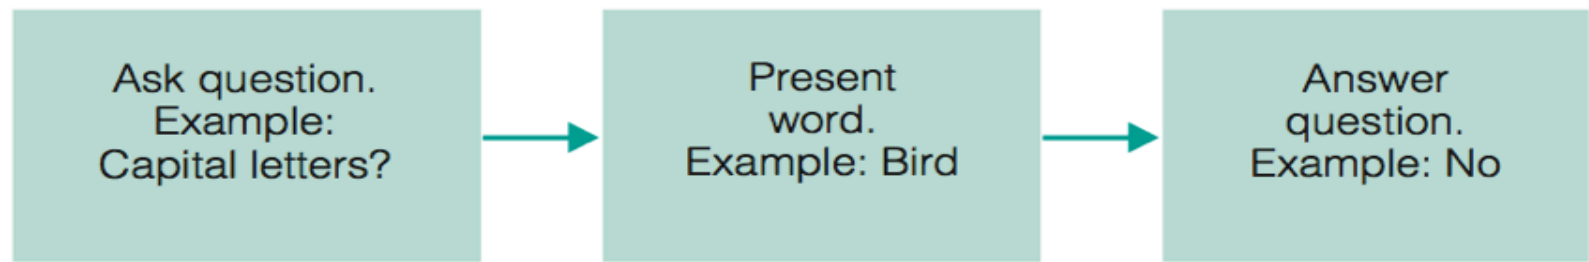 Ask question.
Example:
Capital letters?
Present
word.
Example: Bird
Answer
question.
Example: No